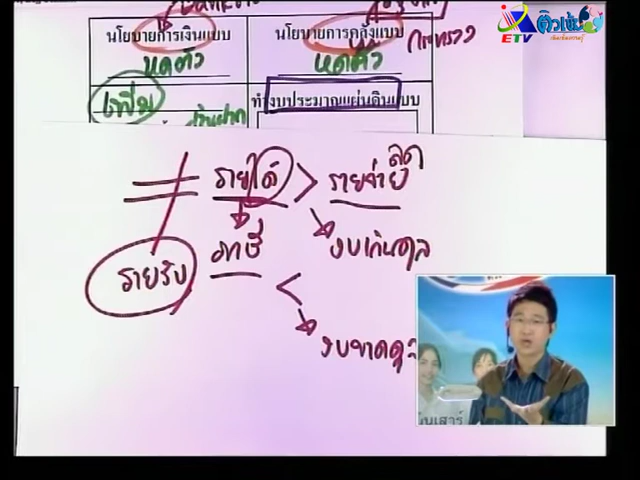 นโยบายการเงินแบบ นโยบายการคลังแบบ
หดตัว หดตัว
เพิ่ม ทำงบประมาณแผ่นดินแบบ
ETV ติวเข้ม
ลด
รายได้ > รายจ่าย
ภาษี งบเกินดุล
รายรับ <
งบขาดดุล